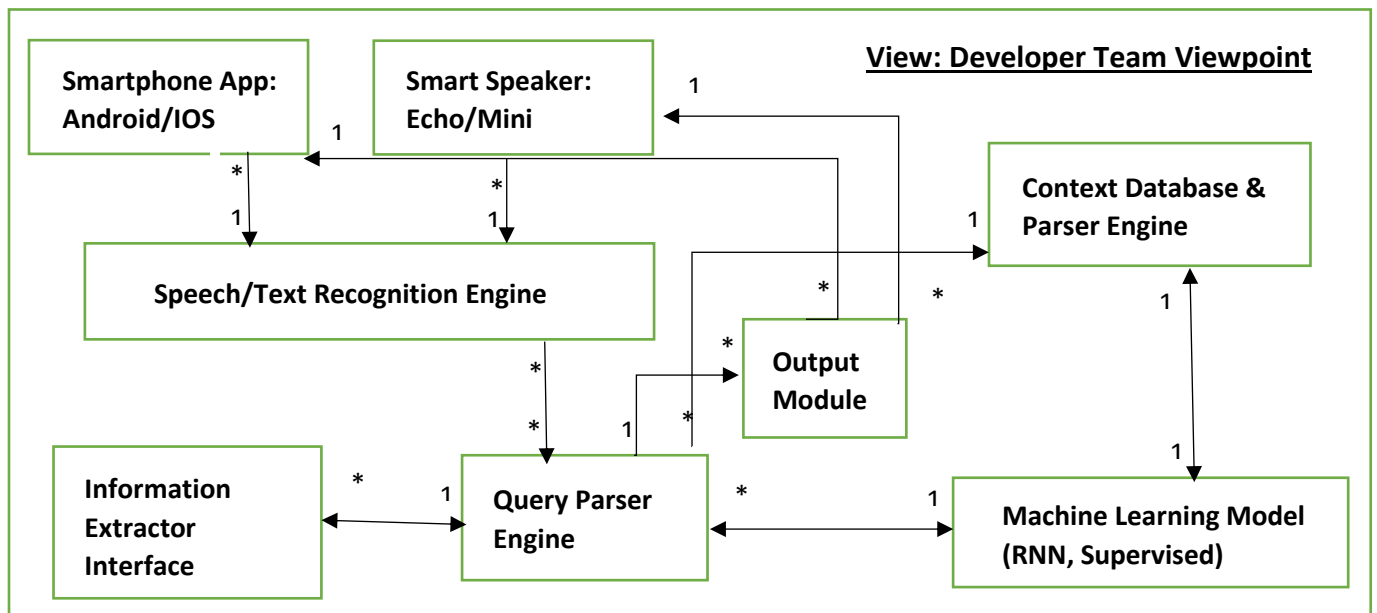 View: Developer Team Viewpoint
Smartphone App:
Android/IOS
Smart Speaker:
Echo/Mini
1
1
*
*
1
1
Context Database &
Parser Engine
1
Speech/Text Recognition Engine
*
*
1
*
*
Output
Module
*
*
1
1
*
Information
Extractor
Interface
*
1
Query Parser
Engine
*
1
Machine Learning Model
(RNN, Supervised)